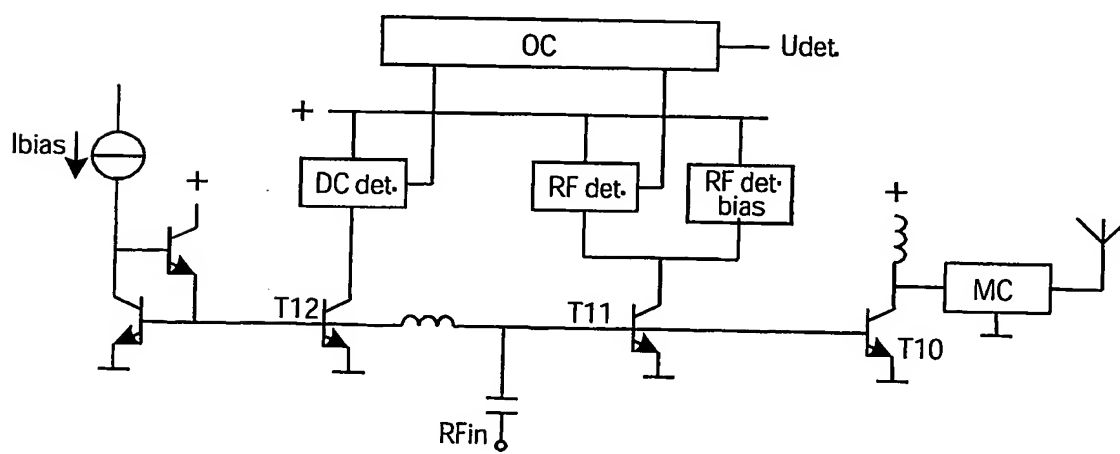 OC
Udet.
+
Ibias
+
DC det.
RF det.
RF det.
bias
+
MC
T12
T11
T10
RFin